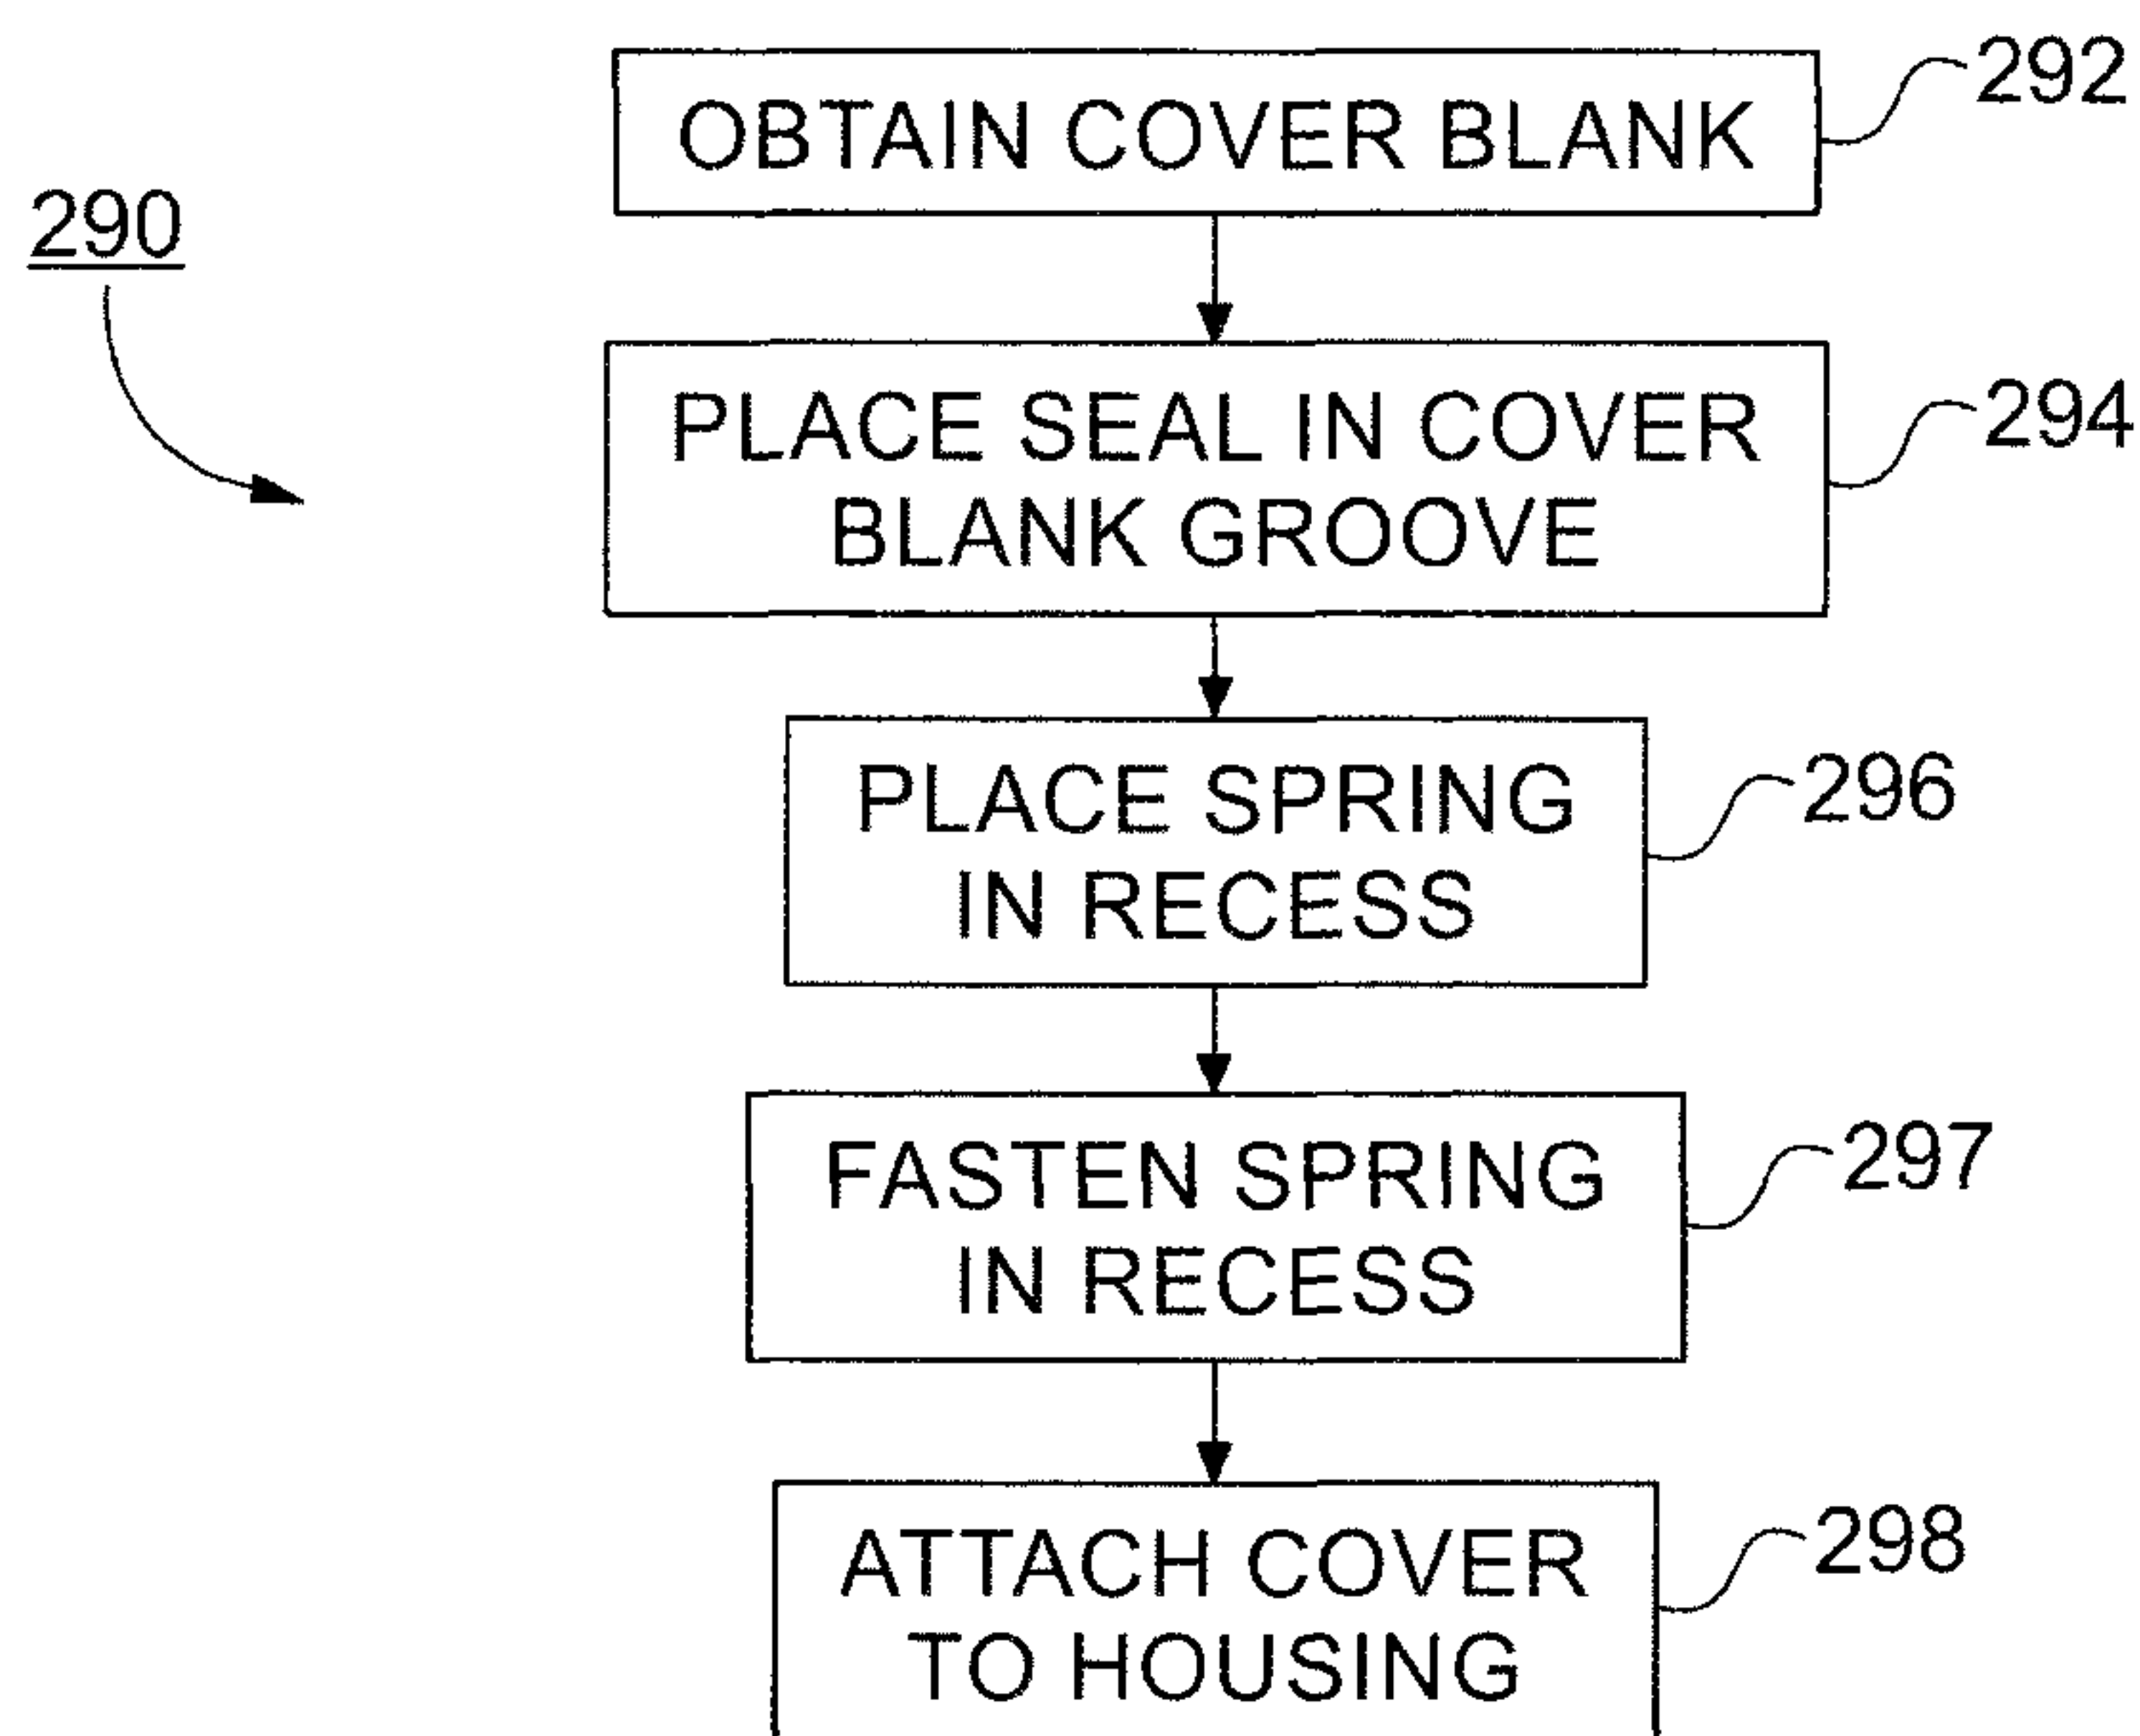 OBTAIN COVER BLANK
292
290
PLACE SEAL IN COVER
BLANK GROOVE
294
PLACE SPRING
IN RECESS
296
FASTEN SPRING
IN RECESS
297
ATTACH COVER
TO HOUSING
298